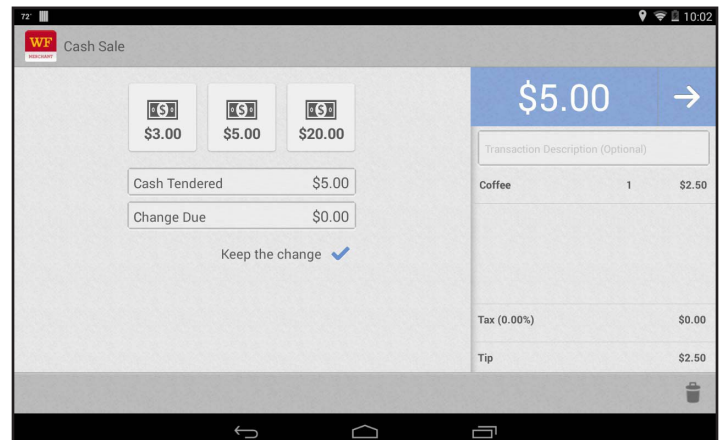 72°
10:02
WF
MERCHANT
Cash Sale
$3.00
$5.00
$20.00
Cash Tendered $5.00
Change Due $0.00
Keep the change
$5.00
Transaction Description (Optional)
Coffee 1 $2.50
Tax (0.00%) $0.00
Tip $2.50